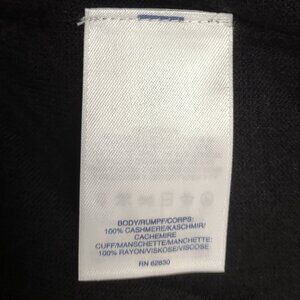 BODY/RUMPF/CORPS:
100% CASHMERE/KASCHMIR/
CACHEMIRE
CUFF/MANSCHETTE/MANCHETTE:
100% RAYON/VISKOSE/VISCOSE
RN 62830